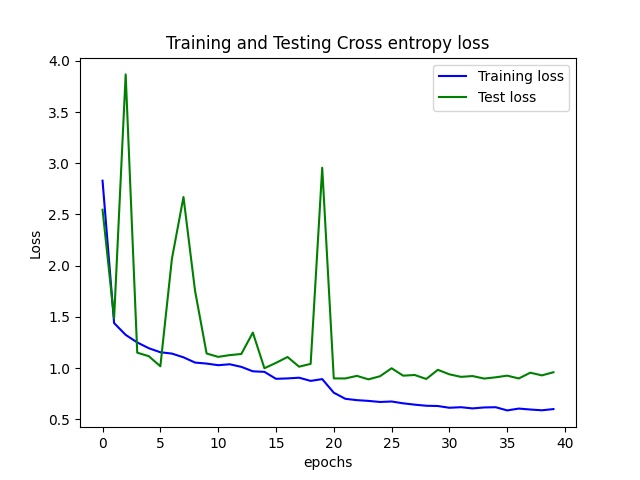 Training and Testing Cross entropy loss
Training loss
Test loss
4.0
3.5
3.0
2.5
2.0
1.5
1.0
0.5
Loss
0 5 10 15 20 25 30 35 40
epochs